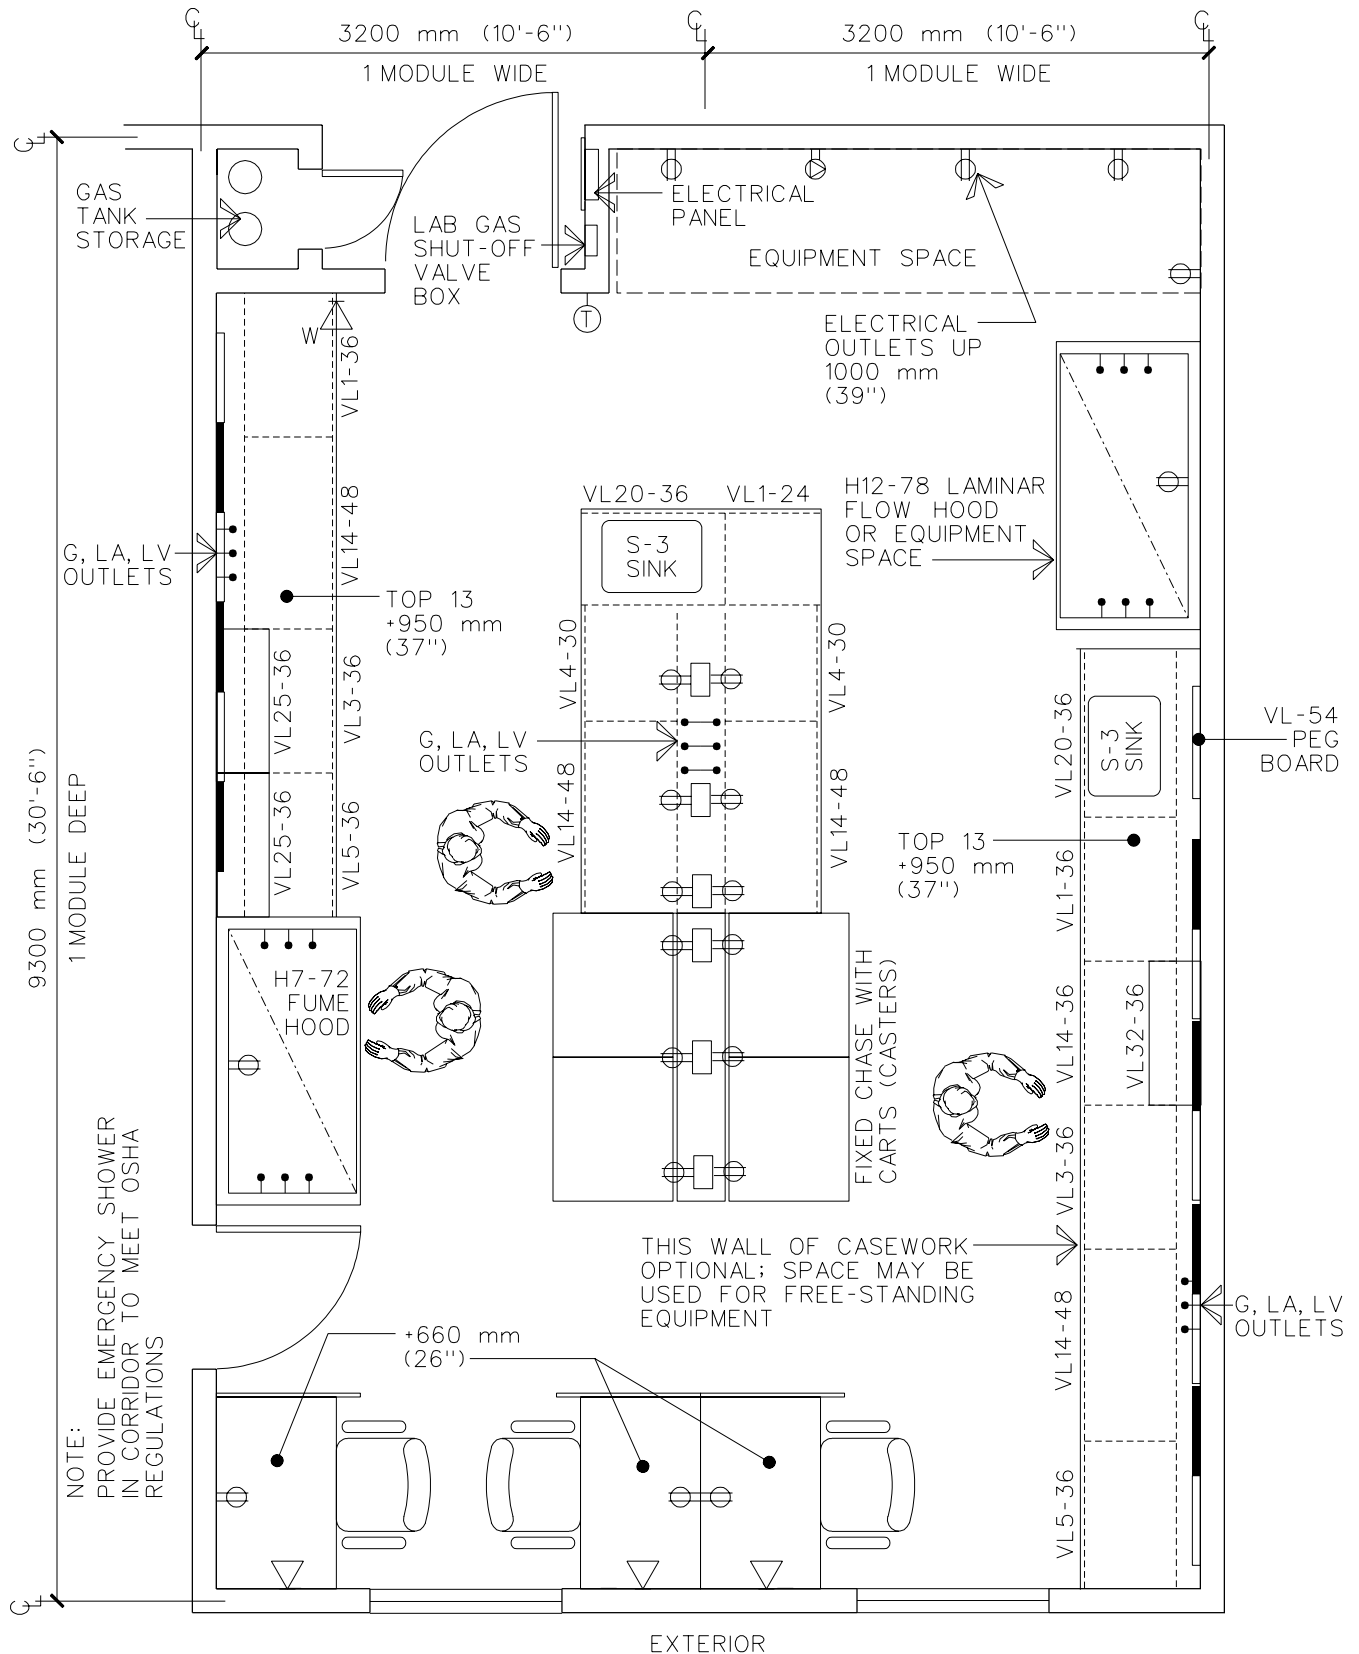 3200 mm (10'-6")
1 MODULE WIDE
3200 mm (10'-6")
1 MODULE WIDE
GAS
TANK
STORAGE
LAB GAS
SHUT-OFF
VALVE
BOX
ELECTRICAL
PANEL
EQUIPMENT SPACE
T
W
ELECTRICAL
OUTLETS UP
1000 mm
(39")
VL1-36
VL14-48
VL3-36
VL5-36
VL25-36
VL25-36
G, LA, LV
OUTLETS
TOP 13
+950 mm
(37")
VL20-36
VL1-24
S-3
SINK
VL4-30
VL14-48
VL4-30
VL14-48
G, LA, LV
OUTLETS
H12-78 LAMINAR
FLOW HOOD
OR EQUIPMENT
SPACE
VL20-36
S-3
SINK
VL-54
PEG
BOARD
TOP 13
+950 mm
(37")
VL1-36
VL14-36
VL32-36
VL3-36
VL14-48
VL5-36
9300 mm (30'-6")
1 MODULE DEEP
H7-72
FUME
HOOD
FIXED CHASE WITH
CARTS (CASTERS)
THIS WALL OF CASEWORK
OPTIONAL; SPACE MAY BE
USED FOR FREE-STANDING
EQUIPMENT
G, LA, LV
OUTLETS
+660 mm
(26")
NOTE:
PROVIDE EMERGENCY SHOWER
IN CORRIDOR TO MEET OSHA
REGULATIONS
EXTERIOR